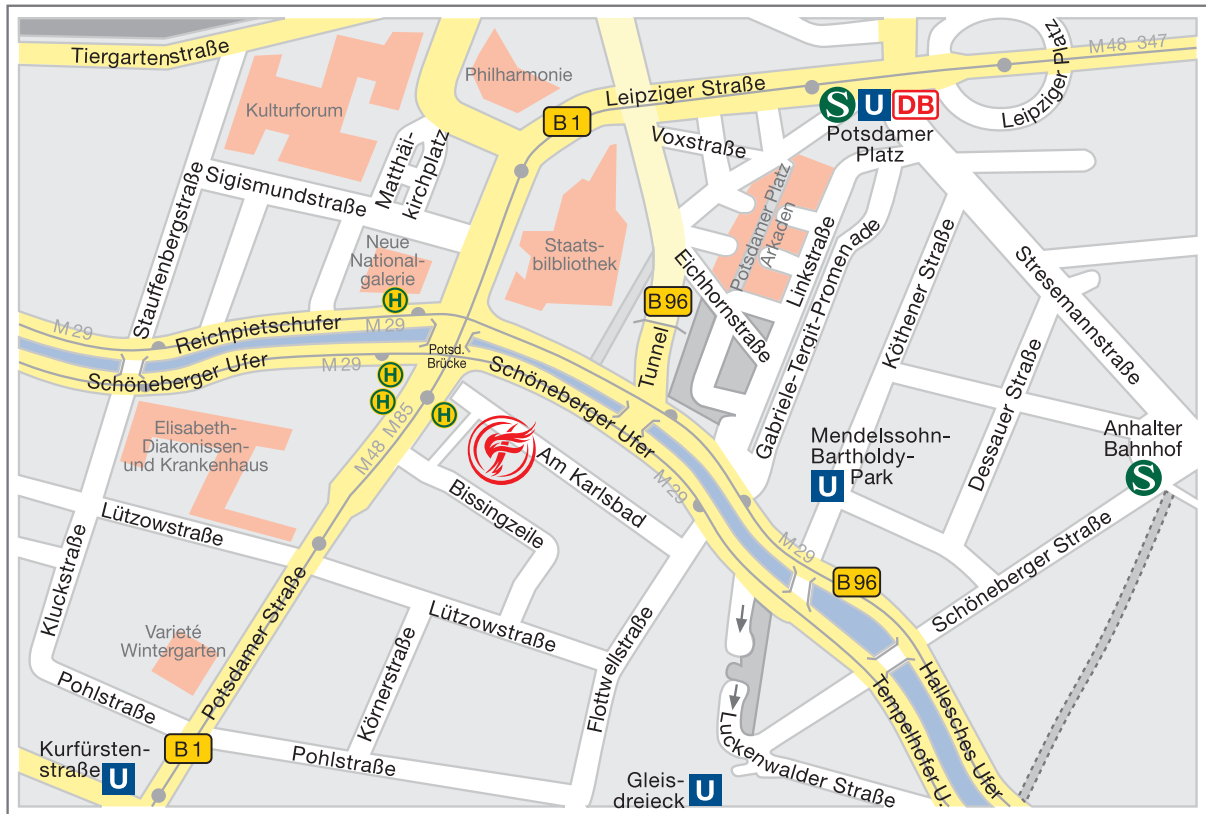 Tiergartenstraße
Kulturforum
Philharmonie
B 1
Leipziger Straße
M48 347
Leipziger Platz
S U DB
Potsdamer
Platz
Voxstraße
Matthäi-
kirchplatz
Sigismundstraße
Stauffenbergstraße
Neue
National-
galerie
Staats-
bilbliothek
Potsdamer Platz
Arkaden
Linkstraße
Gabriele-Tergit-Promenade
Eichhornstraße
Köthener Straße
Stresemannstraße
Dessauer Straße
B 96
Tunnel
H
M 29
Reichpietschufer
M 29
Schöneberger Ufer
M 29
Potsd.
Brücke
Schöneberger Ufer
H
H
H
M48 M85
Elisabeth-
Diakonissen-
und Krankenhaus
Am Karlsbad
Bissingzeile
M 29
Mendelssohn-
Bartholdy-
Park
U
Anhalter
Bahnhof
S
M 29
B 96
Schöneberger Straße
Lützowstraße
Kluckstraße
Lützowstraße
Potsdamer Straße
Varieté
Wintergarten
Körnerstraße
Flottwellstraße
Pohlstraße
B 1
Pohlstraße
Kurfürsten-
straße U
Gleis-
dreieck U
Luckenwalder Straße
Tempelhofer U.
Hallesches Ufer